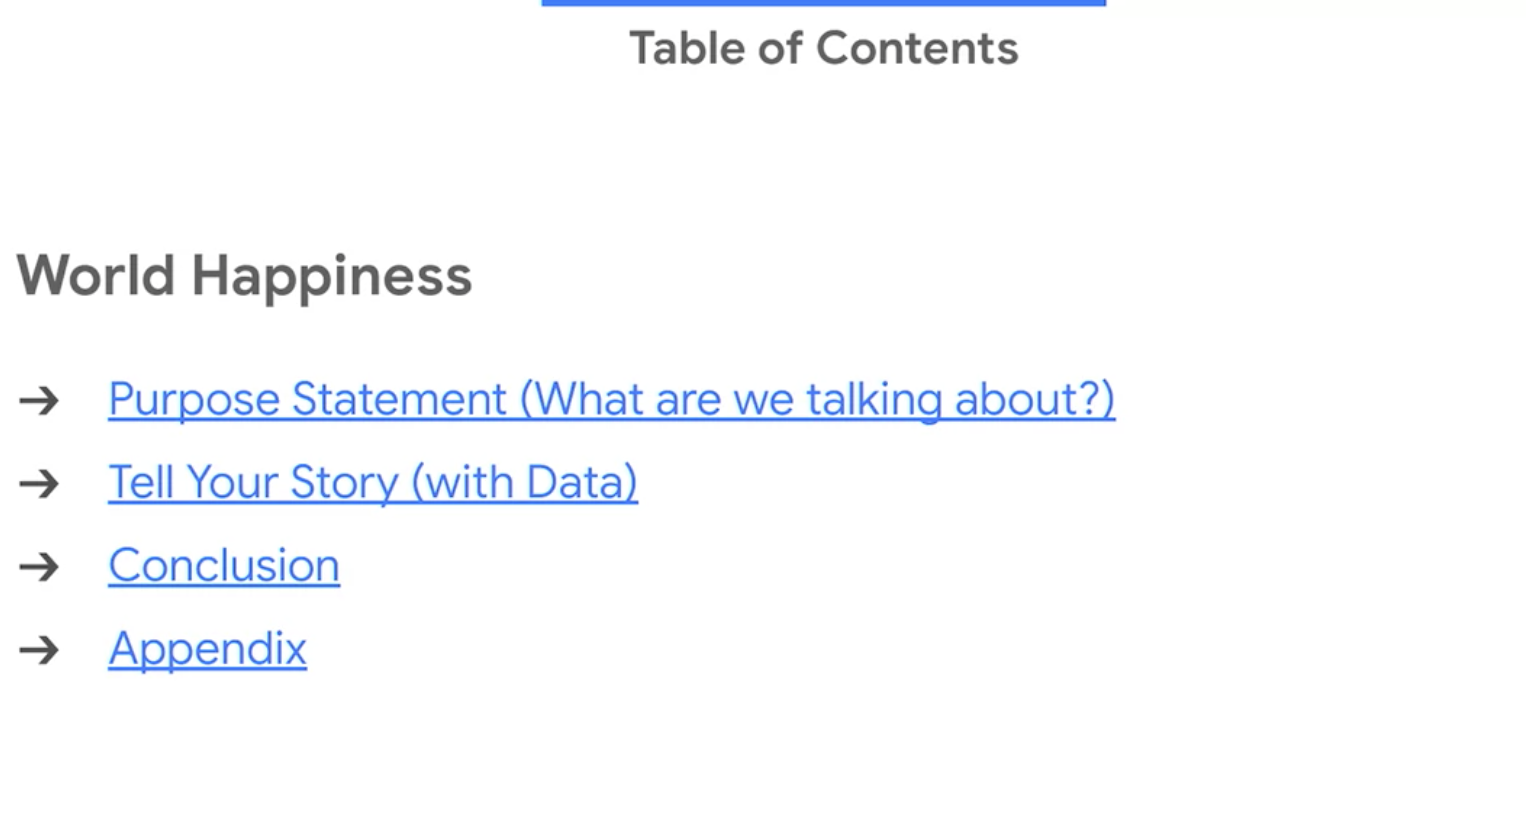 Table of Contents
World Happiness
→ Purpose Statement (What are we talking about?)
→ Tell Your Story (with Data)
→ Conclusion
→ Appendix